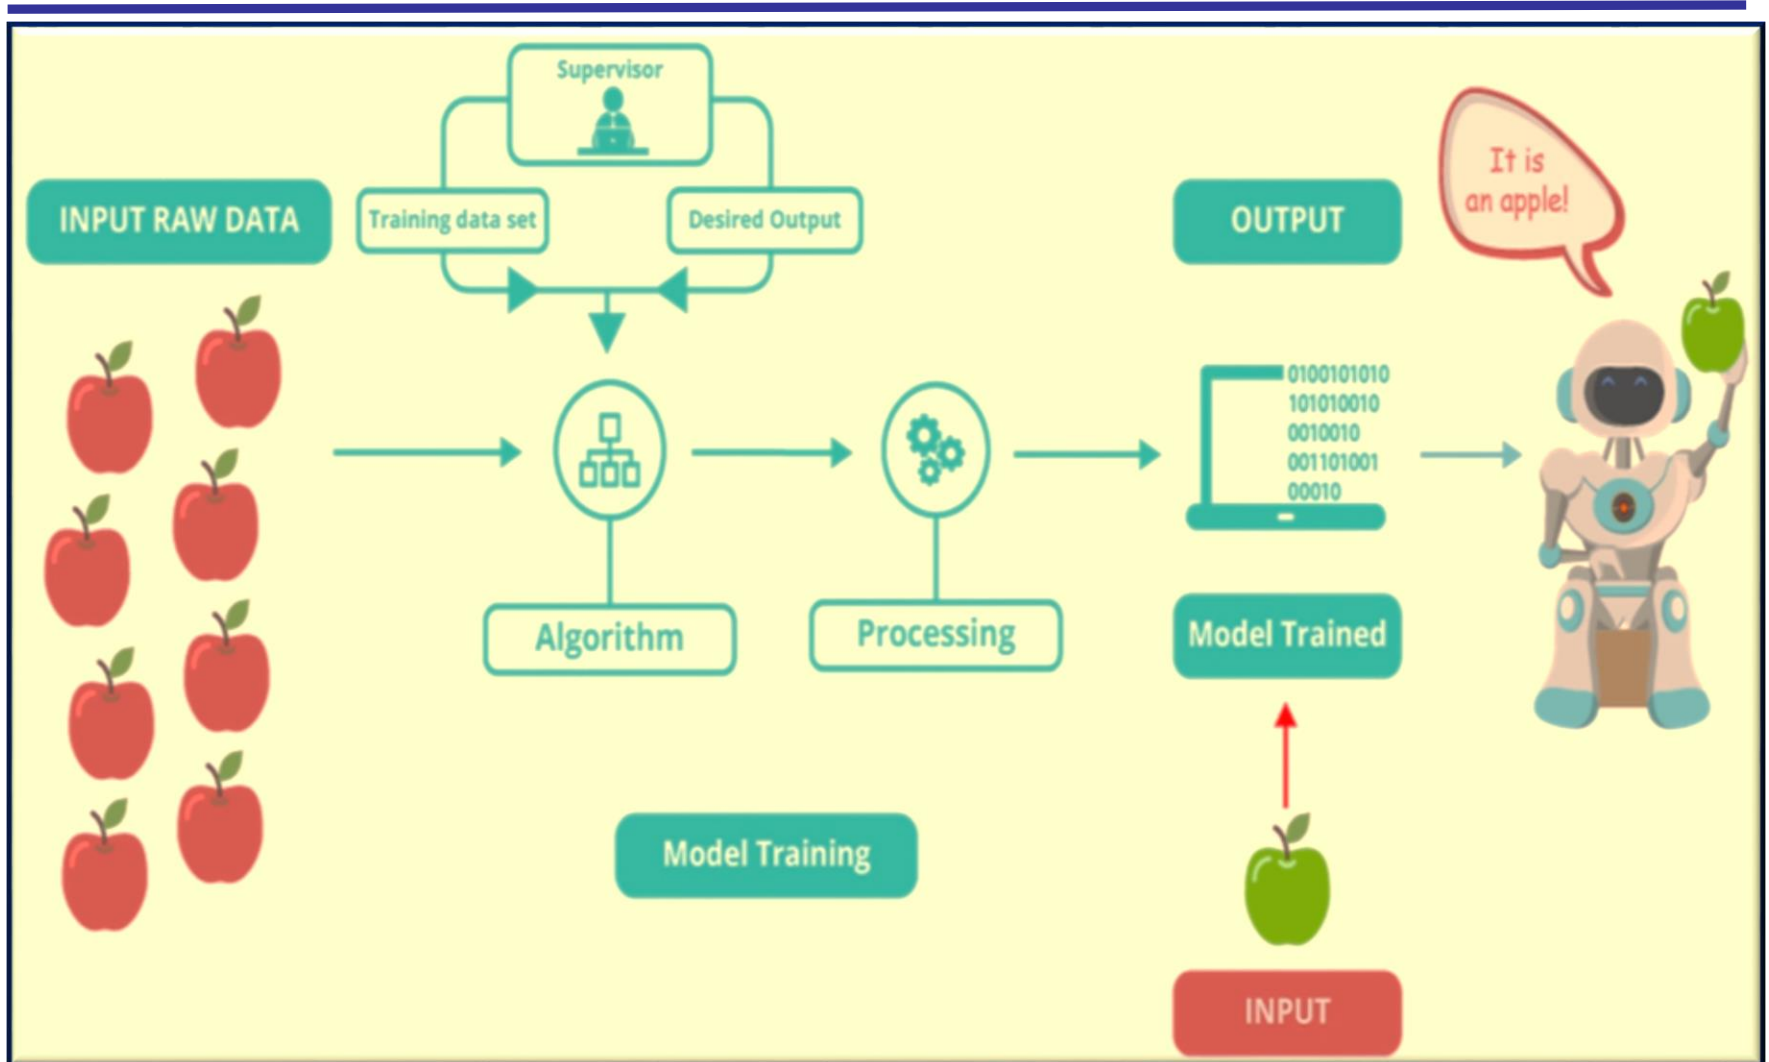 Supervisor
INPUT RAW DATA
Training data set
Desired Output
OUTPUT
It is
an apple!
0100101010
101010010
0010010
001101001
00010
Algorithm
Processing
Model Trained
Model Training
INPUT